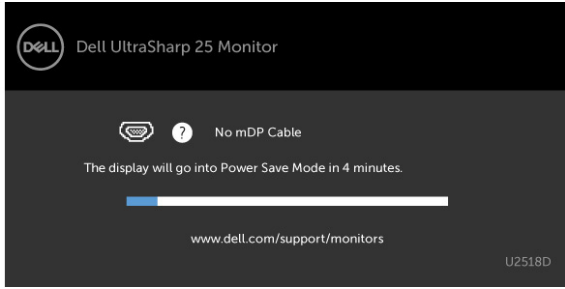 DELL
Dell UltraSharp 25 Monitor
? No mDP Cable
The display will go into Power Save Mode in 4 minutes.
www.dell.com/support/monitors
U2518D